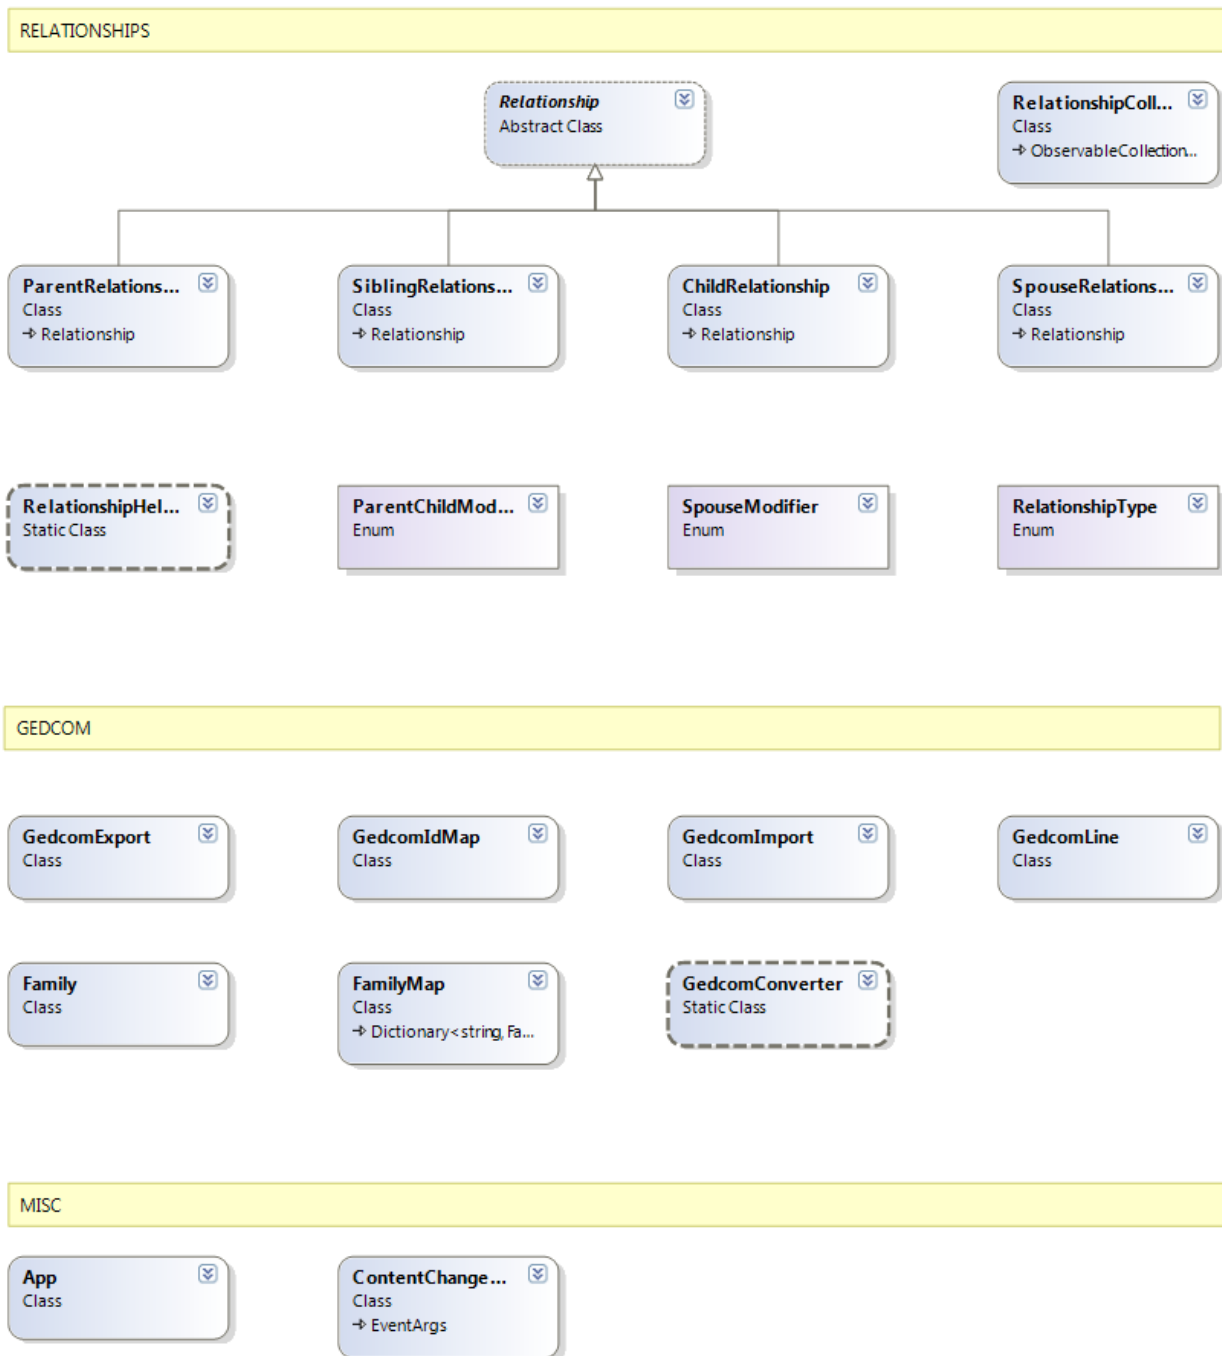 RELATIONSHIPS
Relationship
Abstract Class
RelationshipColl...
Class
ObservableCollection...
ParentRelations...
Class
Relationship
SiblingRelations...
Class
Relationship
ChildRelationship
Class
Relationship
SpouseRelations...
Class
Relationship
RelationshipHel...
Static Class
ParentChildMod...
Enum
SpouseModifier
Enum
RelationshipType
Enum
GEDCOM
GedcomExport
Class
GedcomIdMap
Class
GedcomImport
Class
GedcomLine
Class
Family
Class
FamilyMap
Class
Dictionary<string, Fa...
GedcomConverter
Static Class
MISC
App
Class
ContentChange...
Class
EventArgs